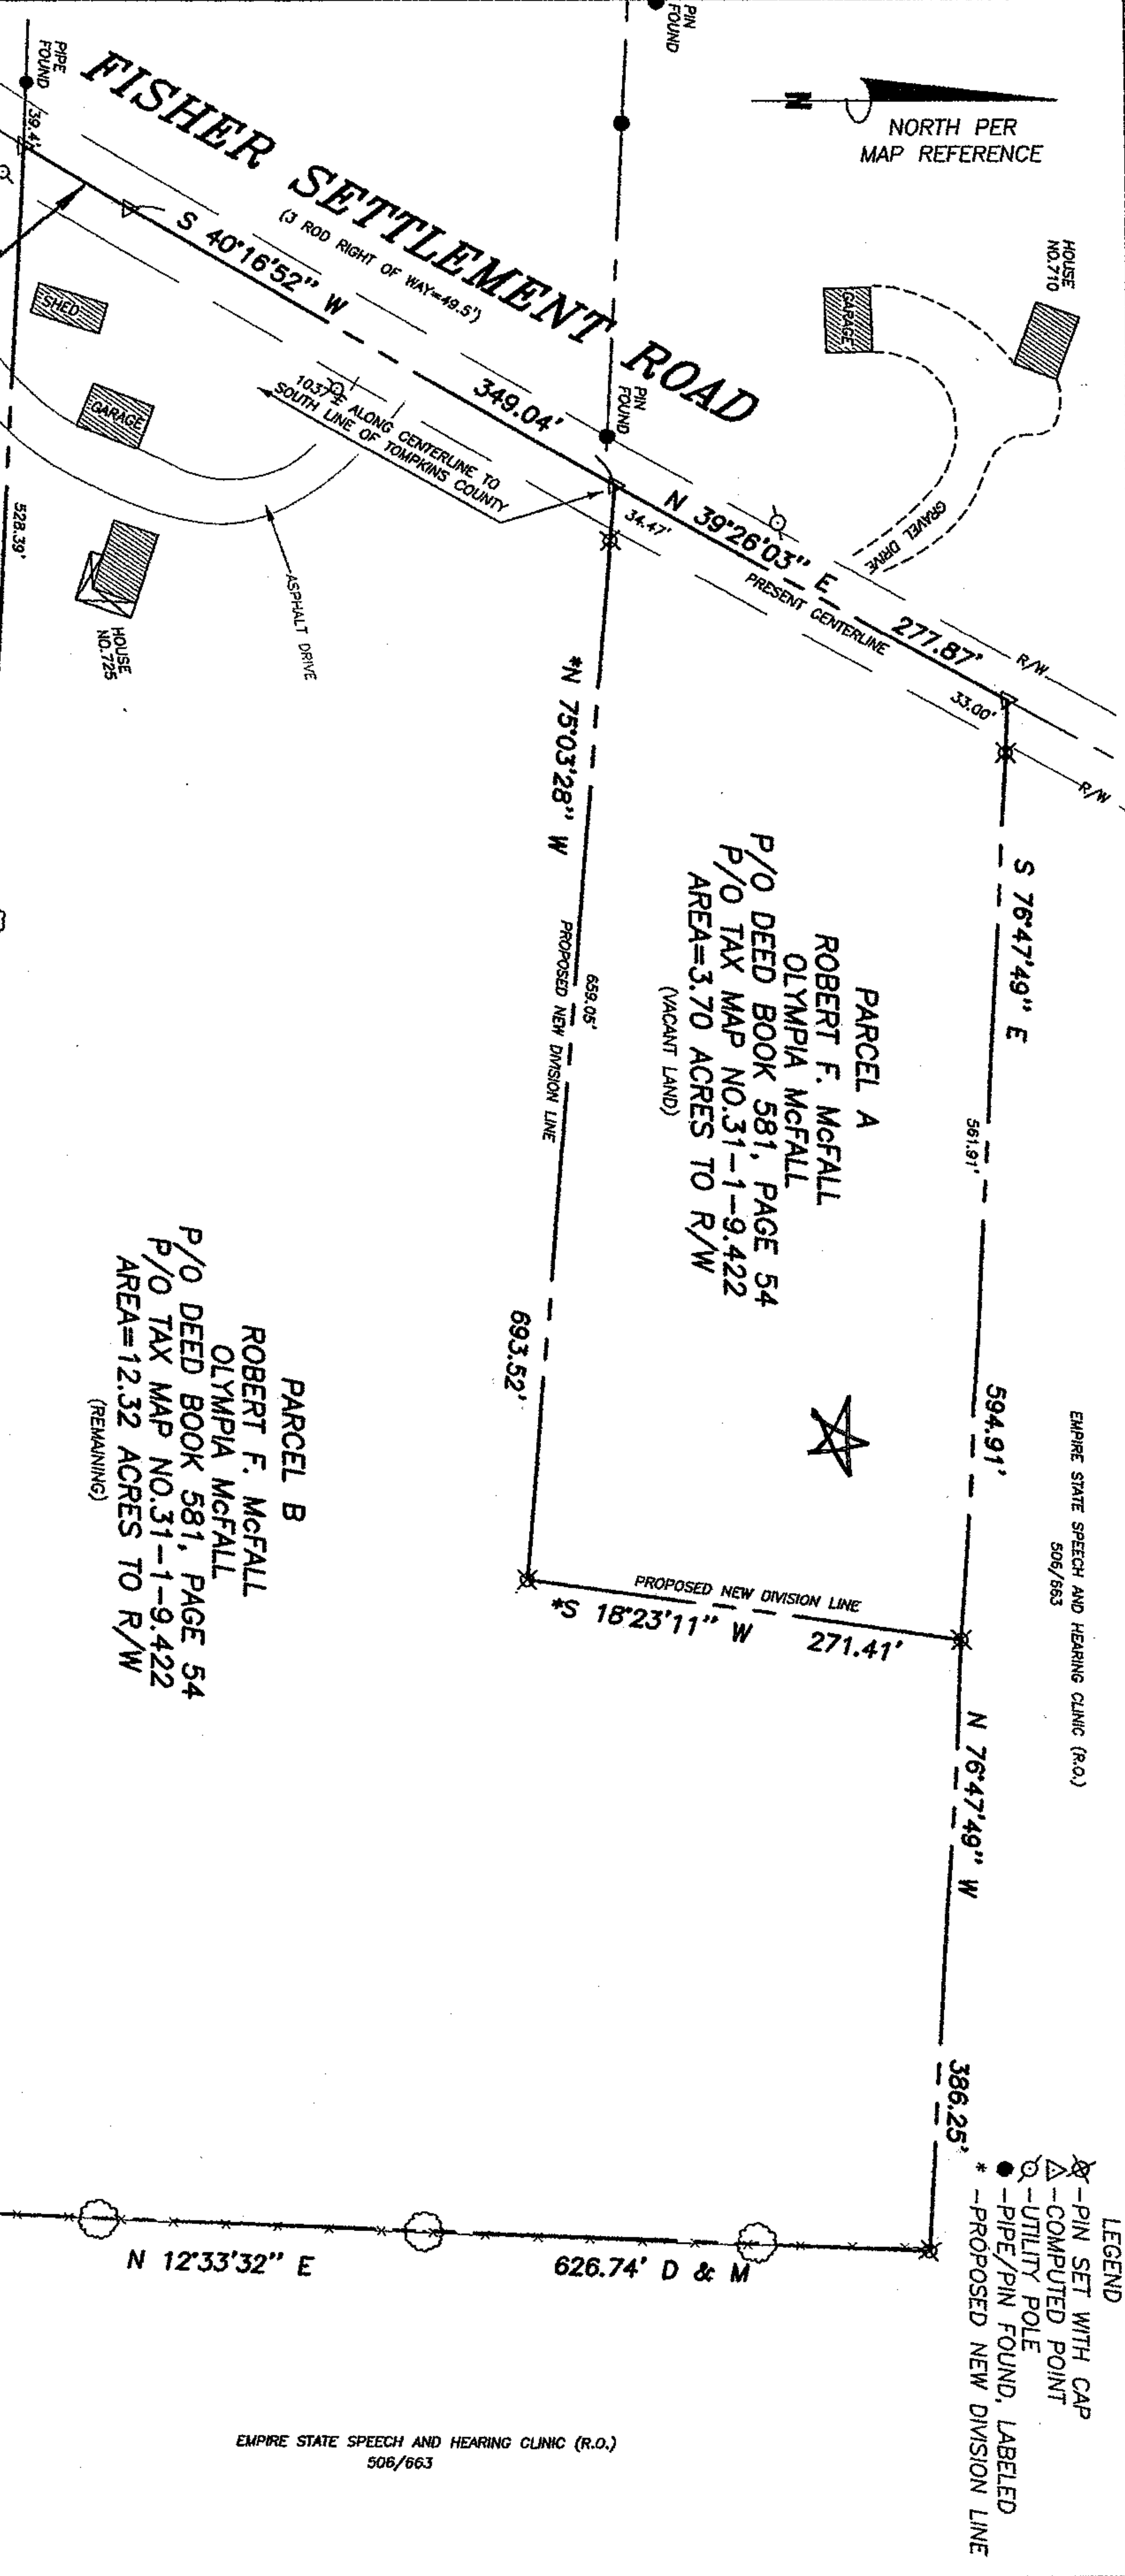 PIN
FOUND
PIPE
FOUND
FISHER SETTLEMENT ROAD
(3 ROD RIGHT OF WAY=49.5')
N
NORTH PER
MAP REFERENCE
HOUSE
NO.710
GARAGE
GRAVEL DRIVE
S 40°16'52" W
349.04'
SHED
GARAGE
1037'± ALONG CENTERLINE TO
SOUTH LINE OF TOMPKINS COUNTY
PIN
FOUND
34.47'
N 39°26'03" E
277.87'
PRESENT CENTERLINE
R/W
33.00'
R/W
528.39'
ASPHALT DRIVE
HOUSE
NO.725
*N 75°03'28" W
PROPOSED NEW DIVISION LINE
659.05'
693.52'
S 76°47'49" E
561.91'
594.91'
PARCEL A
ROBERT F. McFALL
OLYMPIA McFALL
P/O DEED BOOK 581, PAGE 54
P/O TAX MAP NO.31-1-9.422
AREA=3.70 ACRES TO R/W
(VACANT LAND)
EMPIRE STATE SPEECH AND HEARING CLINIC (R.O.)
506/663
PARCEL B
ROBERT F. McFALL
OLYMPIA McFALL
P/O DEED BOOK 581, PAGE 54
P/O TAX MAP NO.31-1-9.422
AREA=12.32 ACRES TO R/W
(REMAINING)
PROPOSED NEW DIVISION LINE
*S 18°23'11" W
271.41'
N 76°47'49" W
386.25'
LEGEND
-PIN SET WITH CAP
-COMPUTED POINT
-UTILITY POLE
-PIPE/PIN FOUND, LABELED
* -PROPOSED NEW DIVISION LINE
N 12°33'32" E
626.74' D & M
EMPIRE STATE SPEECH AND HEARING CLINIC (R.O.)
506/663